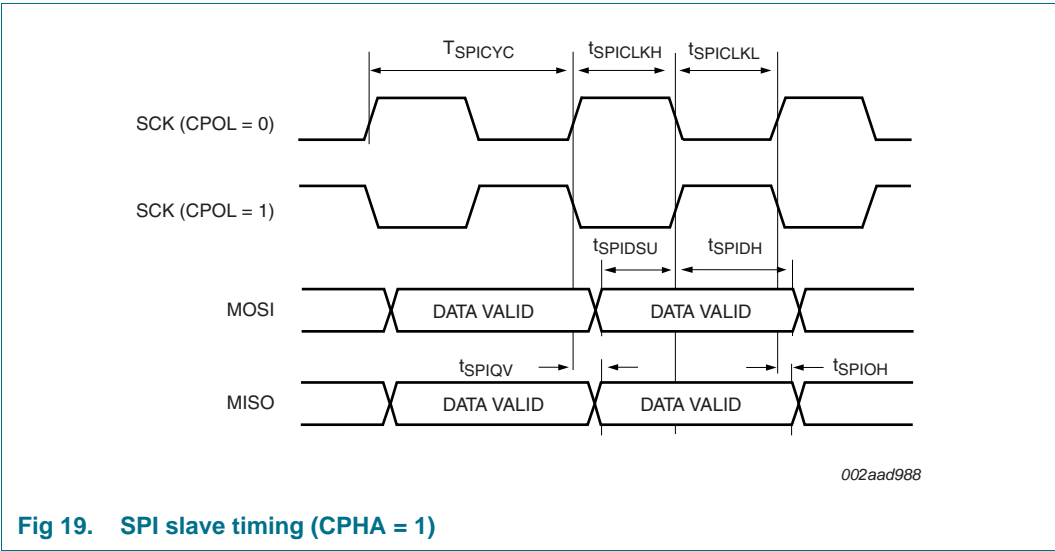 TSPICYC tSPICLKH tSPICLKL
SCK (CPOL = 0)
SCK (CPOL = 1)
tSPIDSU tSPIDH
MOSI DATA VALID DATA VALID
tSPIQV tSPIOH
MISO DATA VALID DATA VALID
002aad988
Fig 19. SPI slave timing (CPHA = 1)